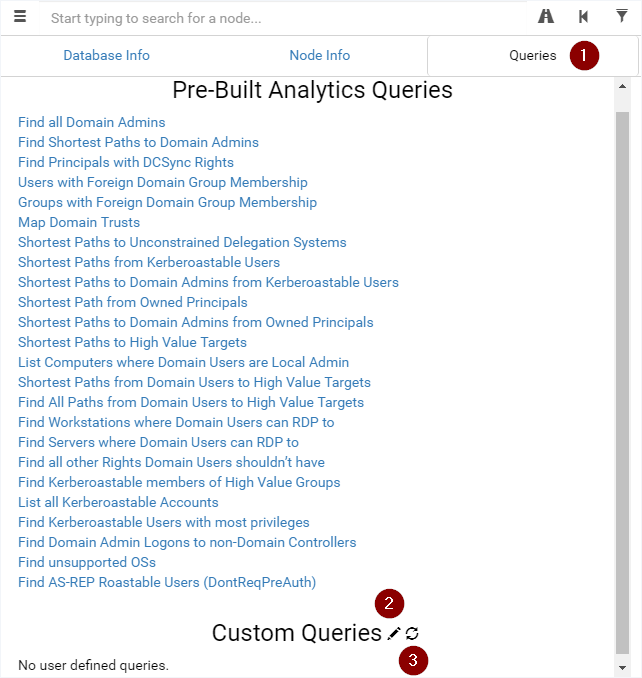 Start typing to search for a node...
Database Info Node Info Queries 1
Pre-Built Analytics Queries
Find all Domain Admins
Find Shortest Paths to Domain Admins
Find Principals with DCSync Rights
Users with Foreign Domain Group Membership
Groups with Foreign Domain Group Membership
Map Domain Trusts
Shortest Paths to Unconstrained Delegation Systems
Shortest Paths from Kerberoastable Users
Shortest Paths to Domain Admins from Kerberoastable Users
Shortest Path from Owned Principals
Shortest Paths to Domain Admins from Owned Principals
Shortest Paths to High Value Targets
List Computers where Domain Users are Local Admin
Shortest Paths from Domain Users to High Value Targets
Find All Paths from Domain Users to High Value Targets
Find Workstations where Domain Users can RDP to
Find Servers where Domain Users can RDP to
Find all other Rights Domain Users shouldn't have
Find Kerberoastable members of High Value Groups
List all Kerberoastable Accounts
Find Kerberoastable Users with most privileges
Find Domain Admin Logons to non-Domain Controllers
Find unsupported OSs
Find AS-REP Roastable Users (DontReqPreAuth)
2
Custom Queries
3
No user defined queries.